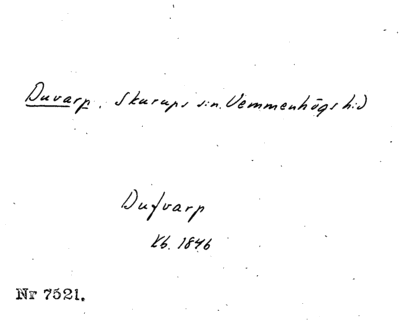 Duvarp. Skurups s:n. Vemmenhögs h:d
Dufvarp
Kb. 1846
Nr 7521.